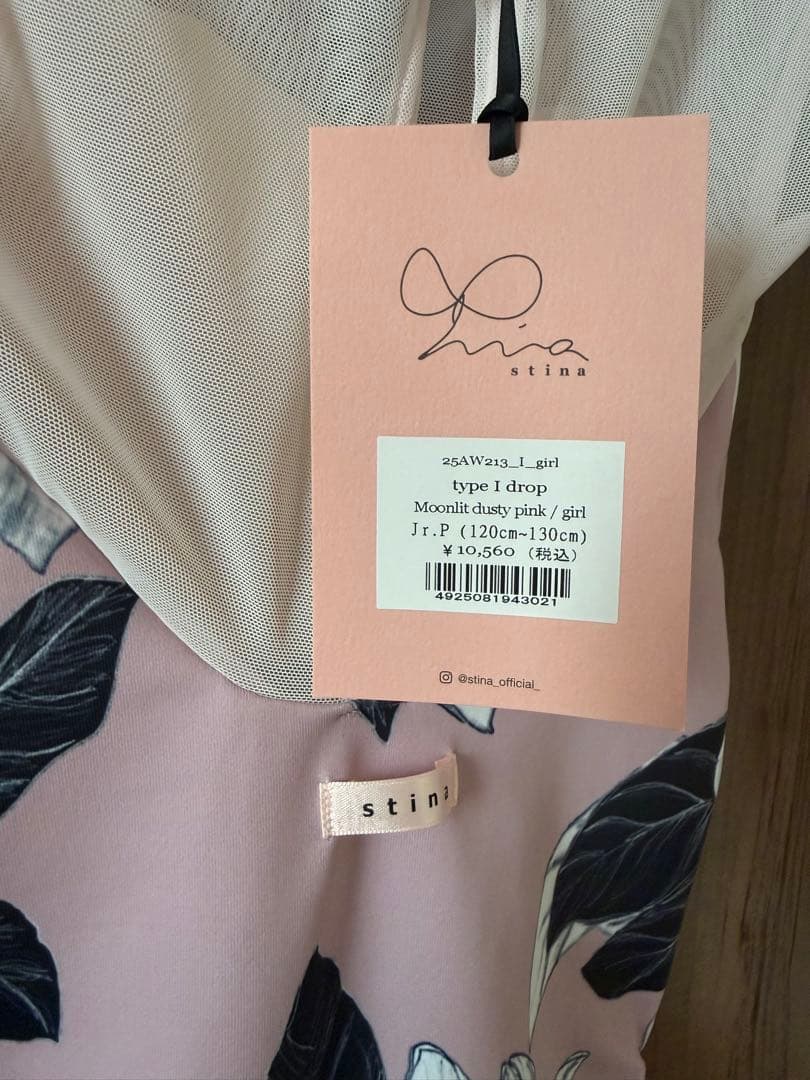 stina
25AW213_I_girl
type I drop
Moonlit dusty pink / girl
Jr.P (120cm~130cm)
¥10,560 (税込)
4925081943021
@stina_official_
stina